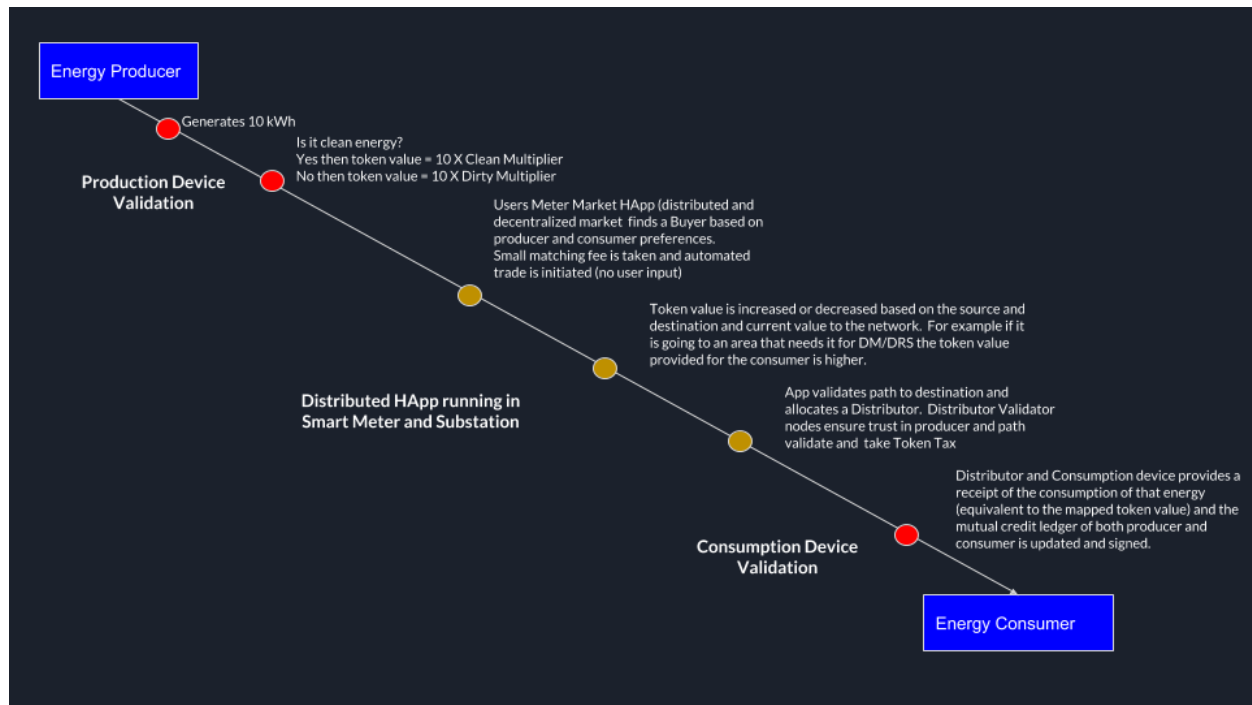 Energy Producer
Generates 10 kWh
Is it clean energy?
Yes then token value = 10 X Clean Multiplier
No then token value = 10 X Dirty Multiplier
Production Device
Validation
Users Meter Market HApp (distributed and
decentralized market finds a Buyer based on
producer and consumer preferences.
Small matching fee is taken and automated
trade is initiated (no user input)
Token value is increased or decreased based on the source and
destination and current value to the network. For example if it
is going to an area that needs it for DM/DRS the token value
provided for the consumer is higher.
Distributed HApp running in
Smart Meter and Substation
App validates path to destination and
allocates a Distributor. Distributor Validator
nodes ensure trust in producer and path
validate and take Token Tax
Distributor and Consumption device provides a
receipt of the consumption of that energy
(equivalent to the mapped token value) and the
mutual credit ledger of both producer and
consumer is updated and signed.
Consumption Device
Validation
Energy Consumer